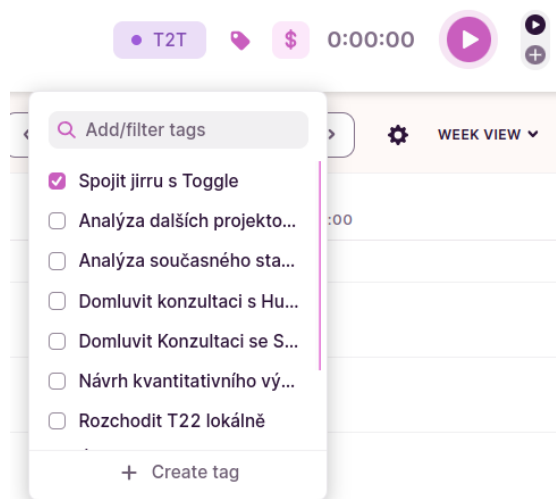 T2T $ 0:00:00
Add/filter tags
WEEK VIEW
Spojit jirru s Toggle
Analýza dalších projekto...
:00
Analýza současného sta...
Domluvit konzultaci s Hu...
Domluvit Konzultaci se S...
Návrh kvantitativního vý...
Rozchodit T22 lokálně
+ Create tag